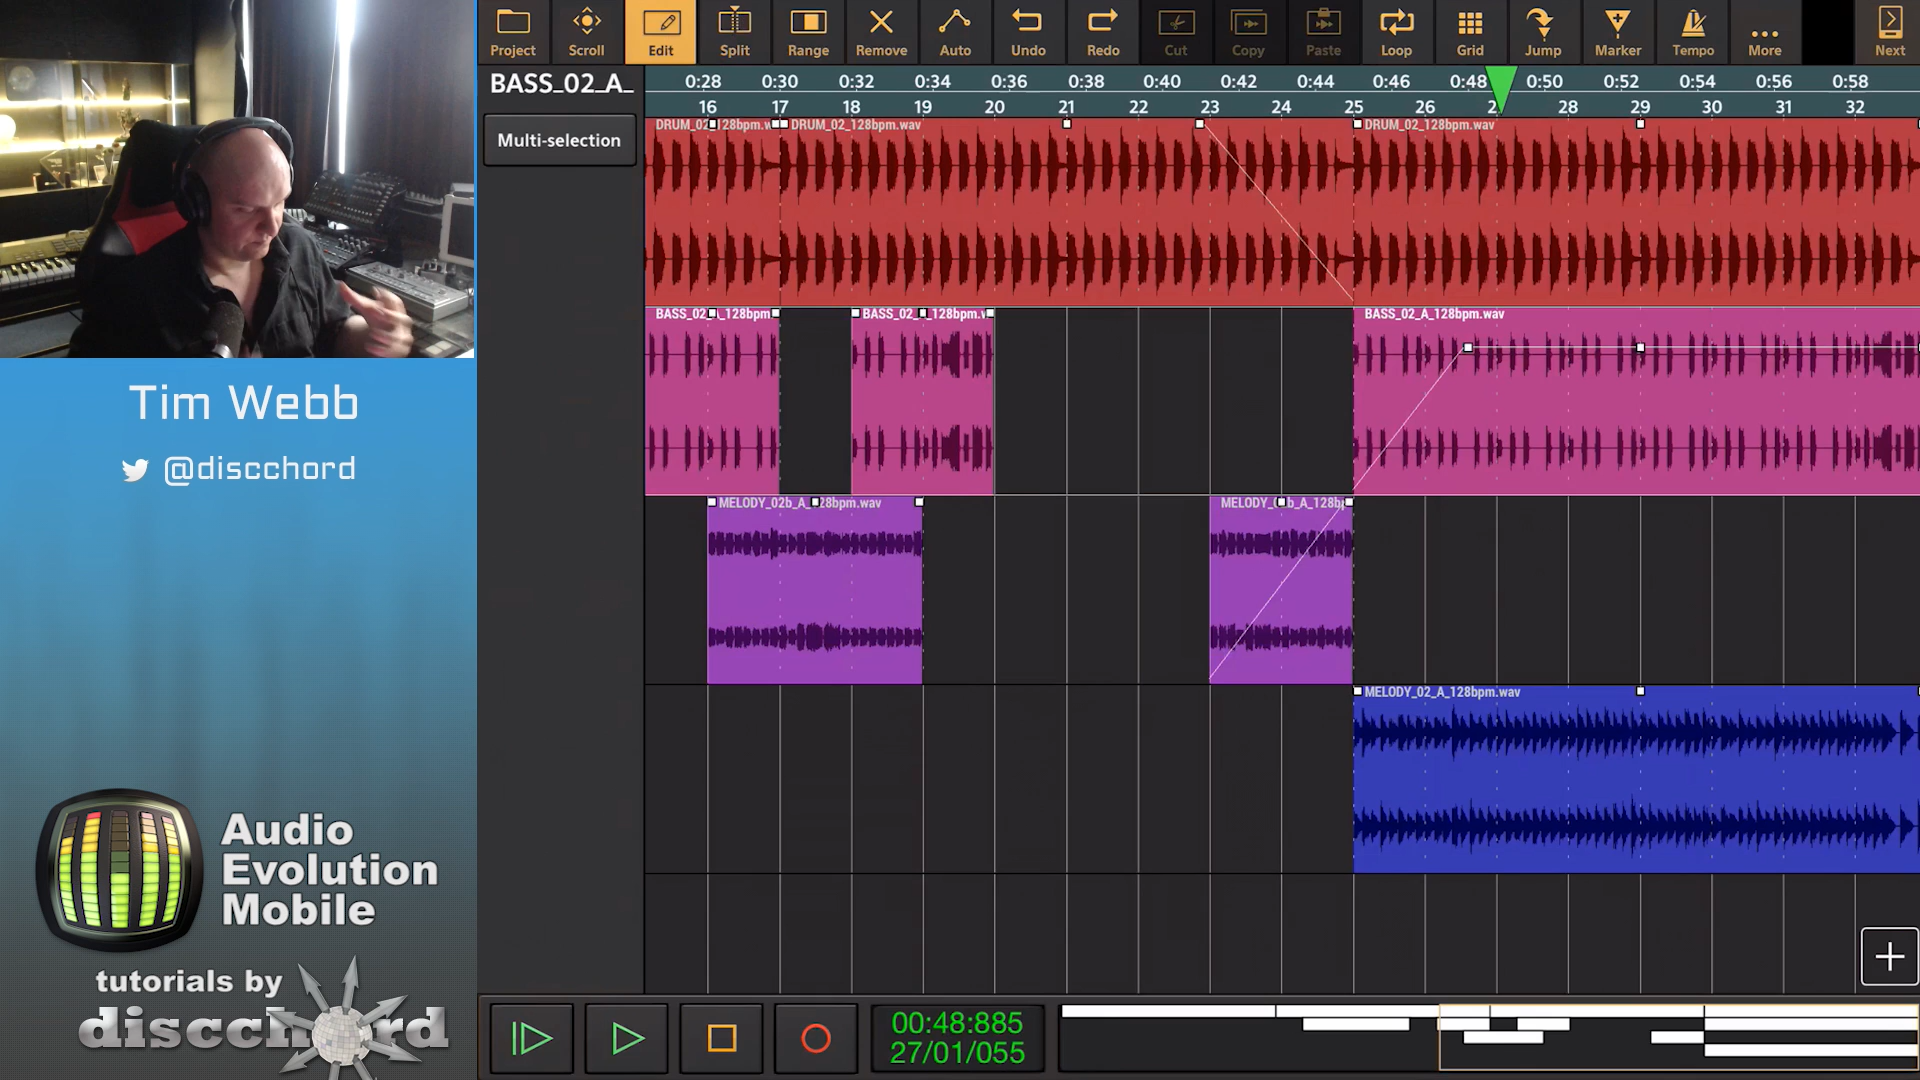 Project
Scroll
Edit
Split
Range
Remove
Auto
Undo
Redo
Cut
Copy
Paste
Loop
Grid
Jump
Marker
Tempo
More
Next
BASS_02_A_
0:28 0:30 0:32 0:34 0:36 0:38 0:40 0:42 0:44 0:46 0:48 0:50 0:52 0:54 0:56 0:58
16 17 18 19 20 21 22 23 24 25 26 28 29 30 31 32
Multi-selection
DRUM_02_128bpm.wav
DRUM_02_128bpm.wav
BASS_02_A_128bpm.wav
MELODY_02_A_128bpm.wav
Tim Webb
@discchord
Audio
Evolution
Mobile
tutorials by
discchord
00:48:885
27/01/055